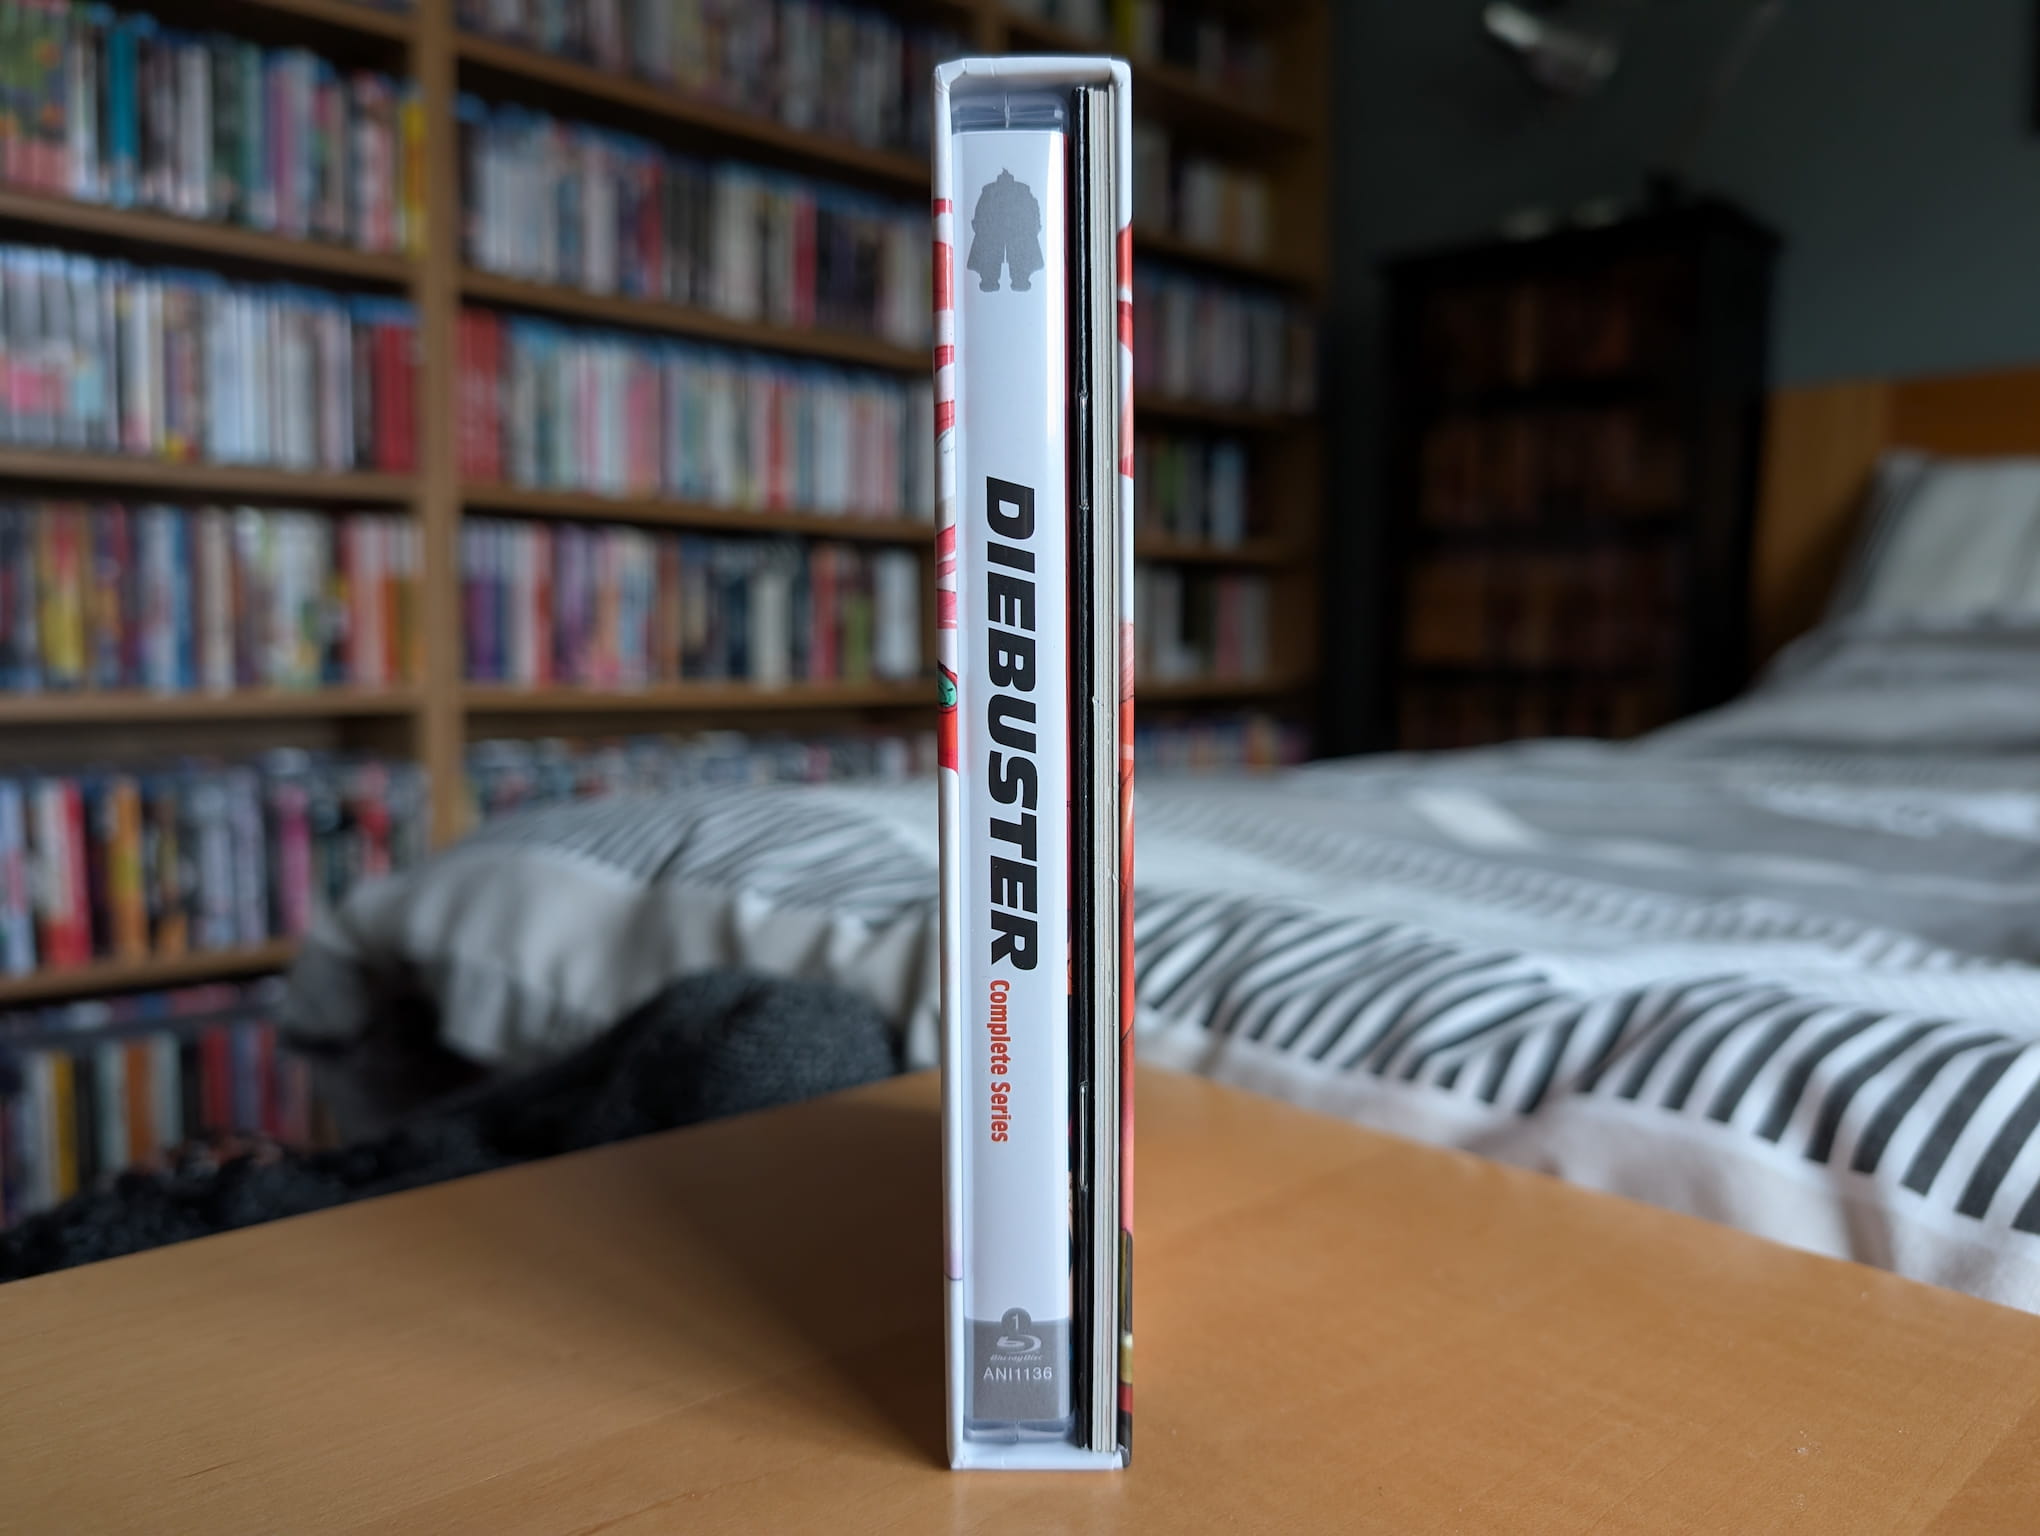 DIEBUSTER
Complete Series
1
Blu-ray Disc
ANI1136